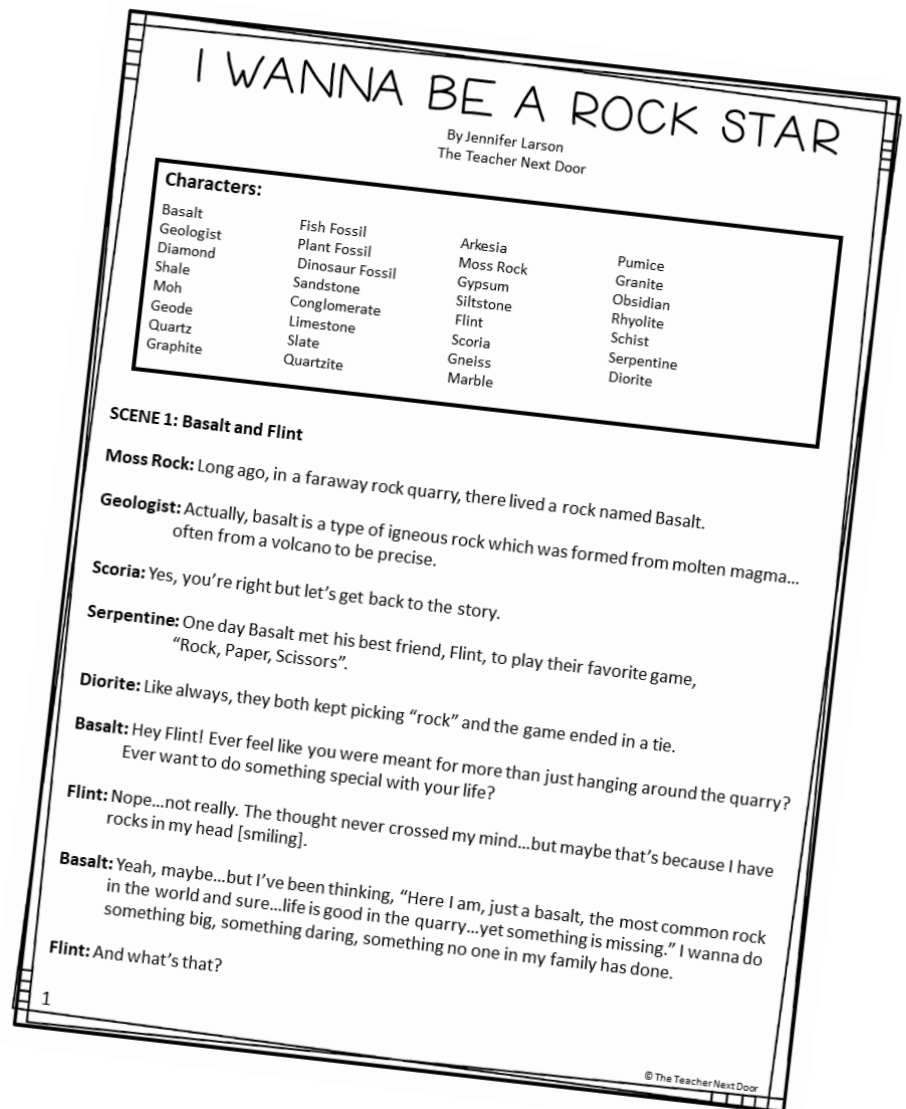 I WANNA BE A ROCK STAR
By Jennifer Larson
The Teacher Next Door
Characters:
Basalt
Geologist
Diamond
Shale
Moh
Geode
Quartz
Graphite
Fish Fossil
Plant Fossil
Dinosaur Fossil
Sandstone
Conglomerate
Limestone
Slate
Quartzite
Arkesia
Moss Rock
Gypsum
Siltstone
Flint
Scoria
Gneiss
Marble
Pumice
Granite
Obsidian
Rhyolite
Schist
Serpentine
Diorite
SCENE 1: Basalt and Flint
Moss Rock: Long ago, in a faraway rock quarry, there lived a rock named Basalt.
Geologist: Actually, basalt is a type of igneous rock which was formed from molten magma...
often from a volcano to be precise.
Scoria: Yes, you're right but let's get back to the story.
Serpentine: One day Basalt met his best friend, Flint, to play their favorite game,
"Rock, Paper, Scissors".
Diorite: Like always, they both kept picking "rock" and the game ended in a tie.
Basalt: Hey Flint! Ever feel like you were meant for more than just hanging around the quarry?
Ever want to do something special with your life?
Flint: Nope...not really. The thought never crossed my mind...but maybe that's because I have
rocks in my head [smiling].
Basalt: Yeah, maybe...but I've been thinking, "Here I am, just a basalt, the most common rock
in the world and sure...life is good in the quarry...yet something is missing." I wanna do
something big, something daring, something no one in my family has done.
Flint: And what's that?
1
© The Teacher Next Door